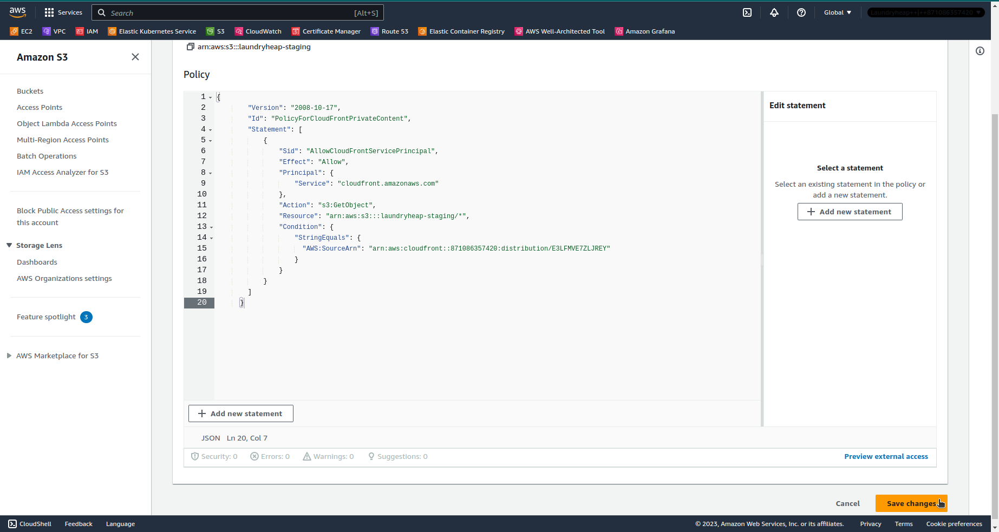 aws
Services
Search
[Alt+S]
Global
Laundryheap++|++871086357420
EC2
VPC
IAM
Elastic Kubernetes Service
S3
CloudWatch
Certificate Manager
Route 53
Elastic Container Registry
AWS Well-Architected Tool
Amazon Grafana
Amazon S3
Buckets
Access Points
Object Lambda Access Points
Multi-Region Access Points
Batch Operations
IAM Access Analyzer for S3
Block Public Access settings for
this account
Storage Lens
Dashboards
AWS Organizations settings
Feature spotlight 3
AWS Marketplace for S3
arn:aws:s3:::laundryheap-staging
Policy
1 {
2 "Version": "2008-10-17",
3 "Id": "PolicyForCloudFrontPrivateContent",
4 "Statement": [
5 {
6 "Sid": "AllowCloudFrontServicePrincipal",
7 "Effect": "Allow",
8 "Principal": {
9 "Service": "cloudfront.amazonaws.com"
10 },
11 "Action": "s3:GetObject",
12 "Resource": "arn:aws:s3:::laundryheap-staging/*",
13 "Condition": {
14 "StringEquals": {
15 "AWS:SourceArn": "arn:aws:cloudfront::871086357420:distribution/E3LFMVE7ZLJREY"
16 }
17 }
18 }
19 ]
20 }
+ Add new statement
JSON Ln 20, Col 7
Security: 0
Errors: 0
Warnings: 0
Suggestions: 0
Preview external access
Edit statement
Select a statement
Select an existing statement in the policy or
add a new statement.
+ Add new statement
Cancel
Save changes
CloudShell
Feedback
Language
© 2023, Amazon Web Services, Inc. or its affiliates.
Privacy
Terms
Cookie preferences